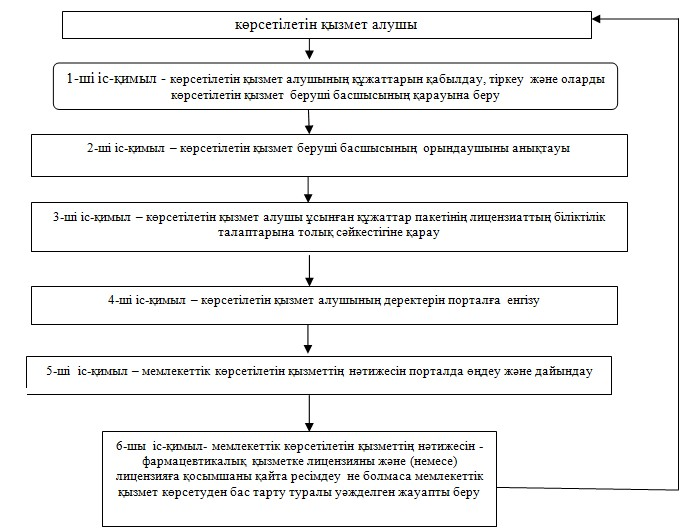 көрсетілетін қызмет алушы
1-ші іс-қимыл - көрсетілетін қызмет алушының құжаттарын қабылдау, тіркеу және оларды
көрсетілетін қызмет беруші басшысының қарауына беру
2-ші іс-қимыл – көрсетілетін қызмет беруші басшысының орындаушыны анықтауы
3-ші іс-қимыл – көрсетілетін қызмет алушы ұсынған құжаттар пакетінің лицензиаттың біліктілік
талаптарына толық сәйкестігіне қарау
4-ші іс-қимыл – көрсетілетін қызмет алушының деректерін порталға енгізу
5-ші іс-қимыл – мемлекеттік көрсетілетін қызметтің нәтижесін порталда өңдеу және дайындау
6-шы іс-қимыл- мемлекеттік көрсетілетін қызметтің нәтижесін -
фармацевтикалық қызметке лицензияны және (немесе)
лицензияға қосымшаны қайта ресімдеу не болмаса мемлекеттік
қызмет көрсетуден бас тарту туралы уәжделген жауапты беру